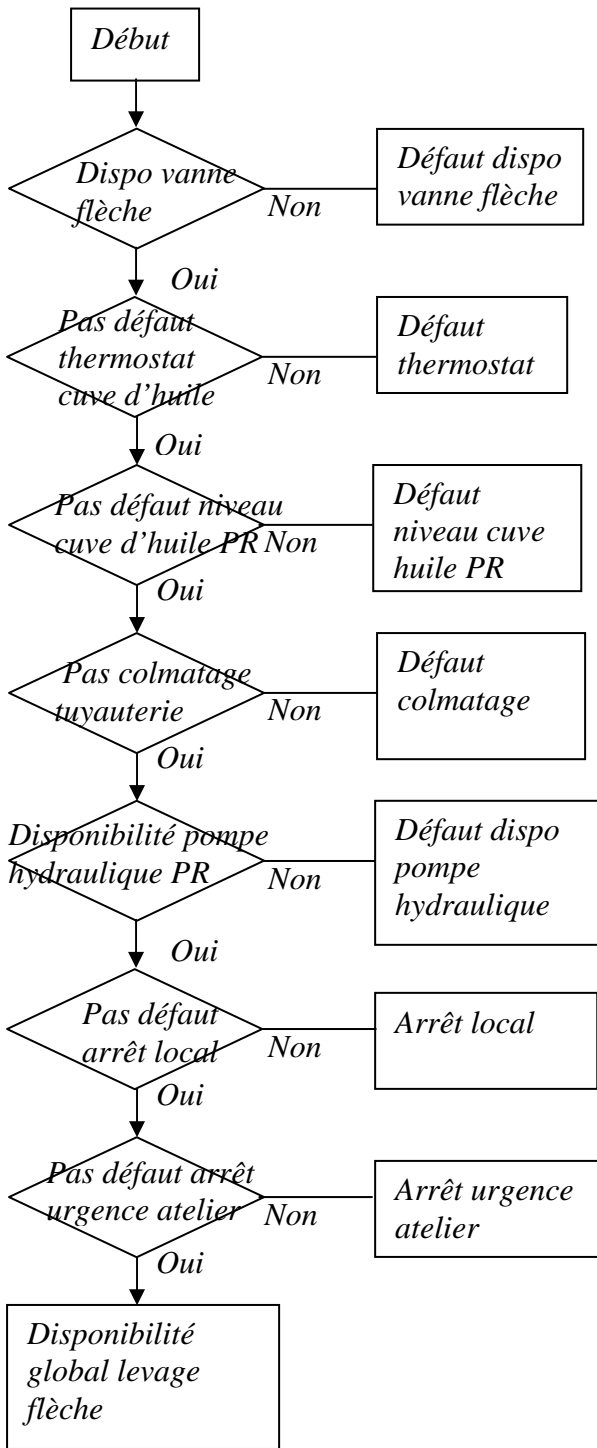 Début
Dispo vanne
flèche
Non
Défaut dispo
vanne flèche
Oui
Pas défaut
thermostat
cuve d'huile
Non
Défaut
thermostat
Oui
Pas défaut niveau
cuve d'huile PR
Non
Défaut
niveau cuve
huile PR
Oui
Pas colmatage
tuyauterie
Non
Défaut
colmatage
Oui
Disponibilité pompe
hydraulique PR
Non
Défaut dispo
pompe
hydraulique
Oui
Pas défaut
arrêt local
Non
Arrêt local
Oui
Pas défaut arrêt
urgence atelier
Non
Arrêt urgence
atelier
Oui
Disponibilité
global levage
flèche